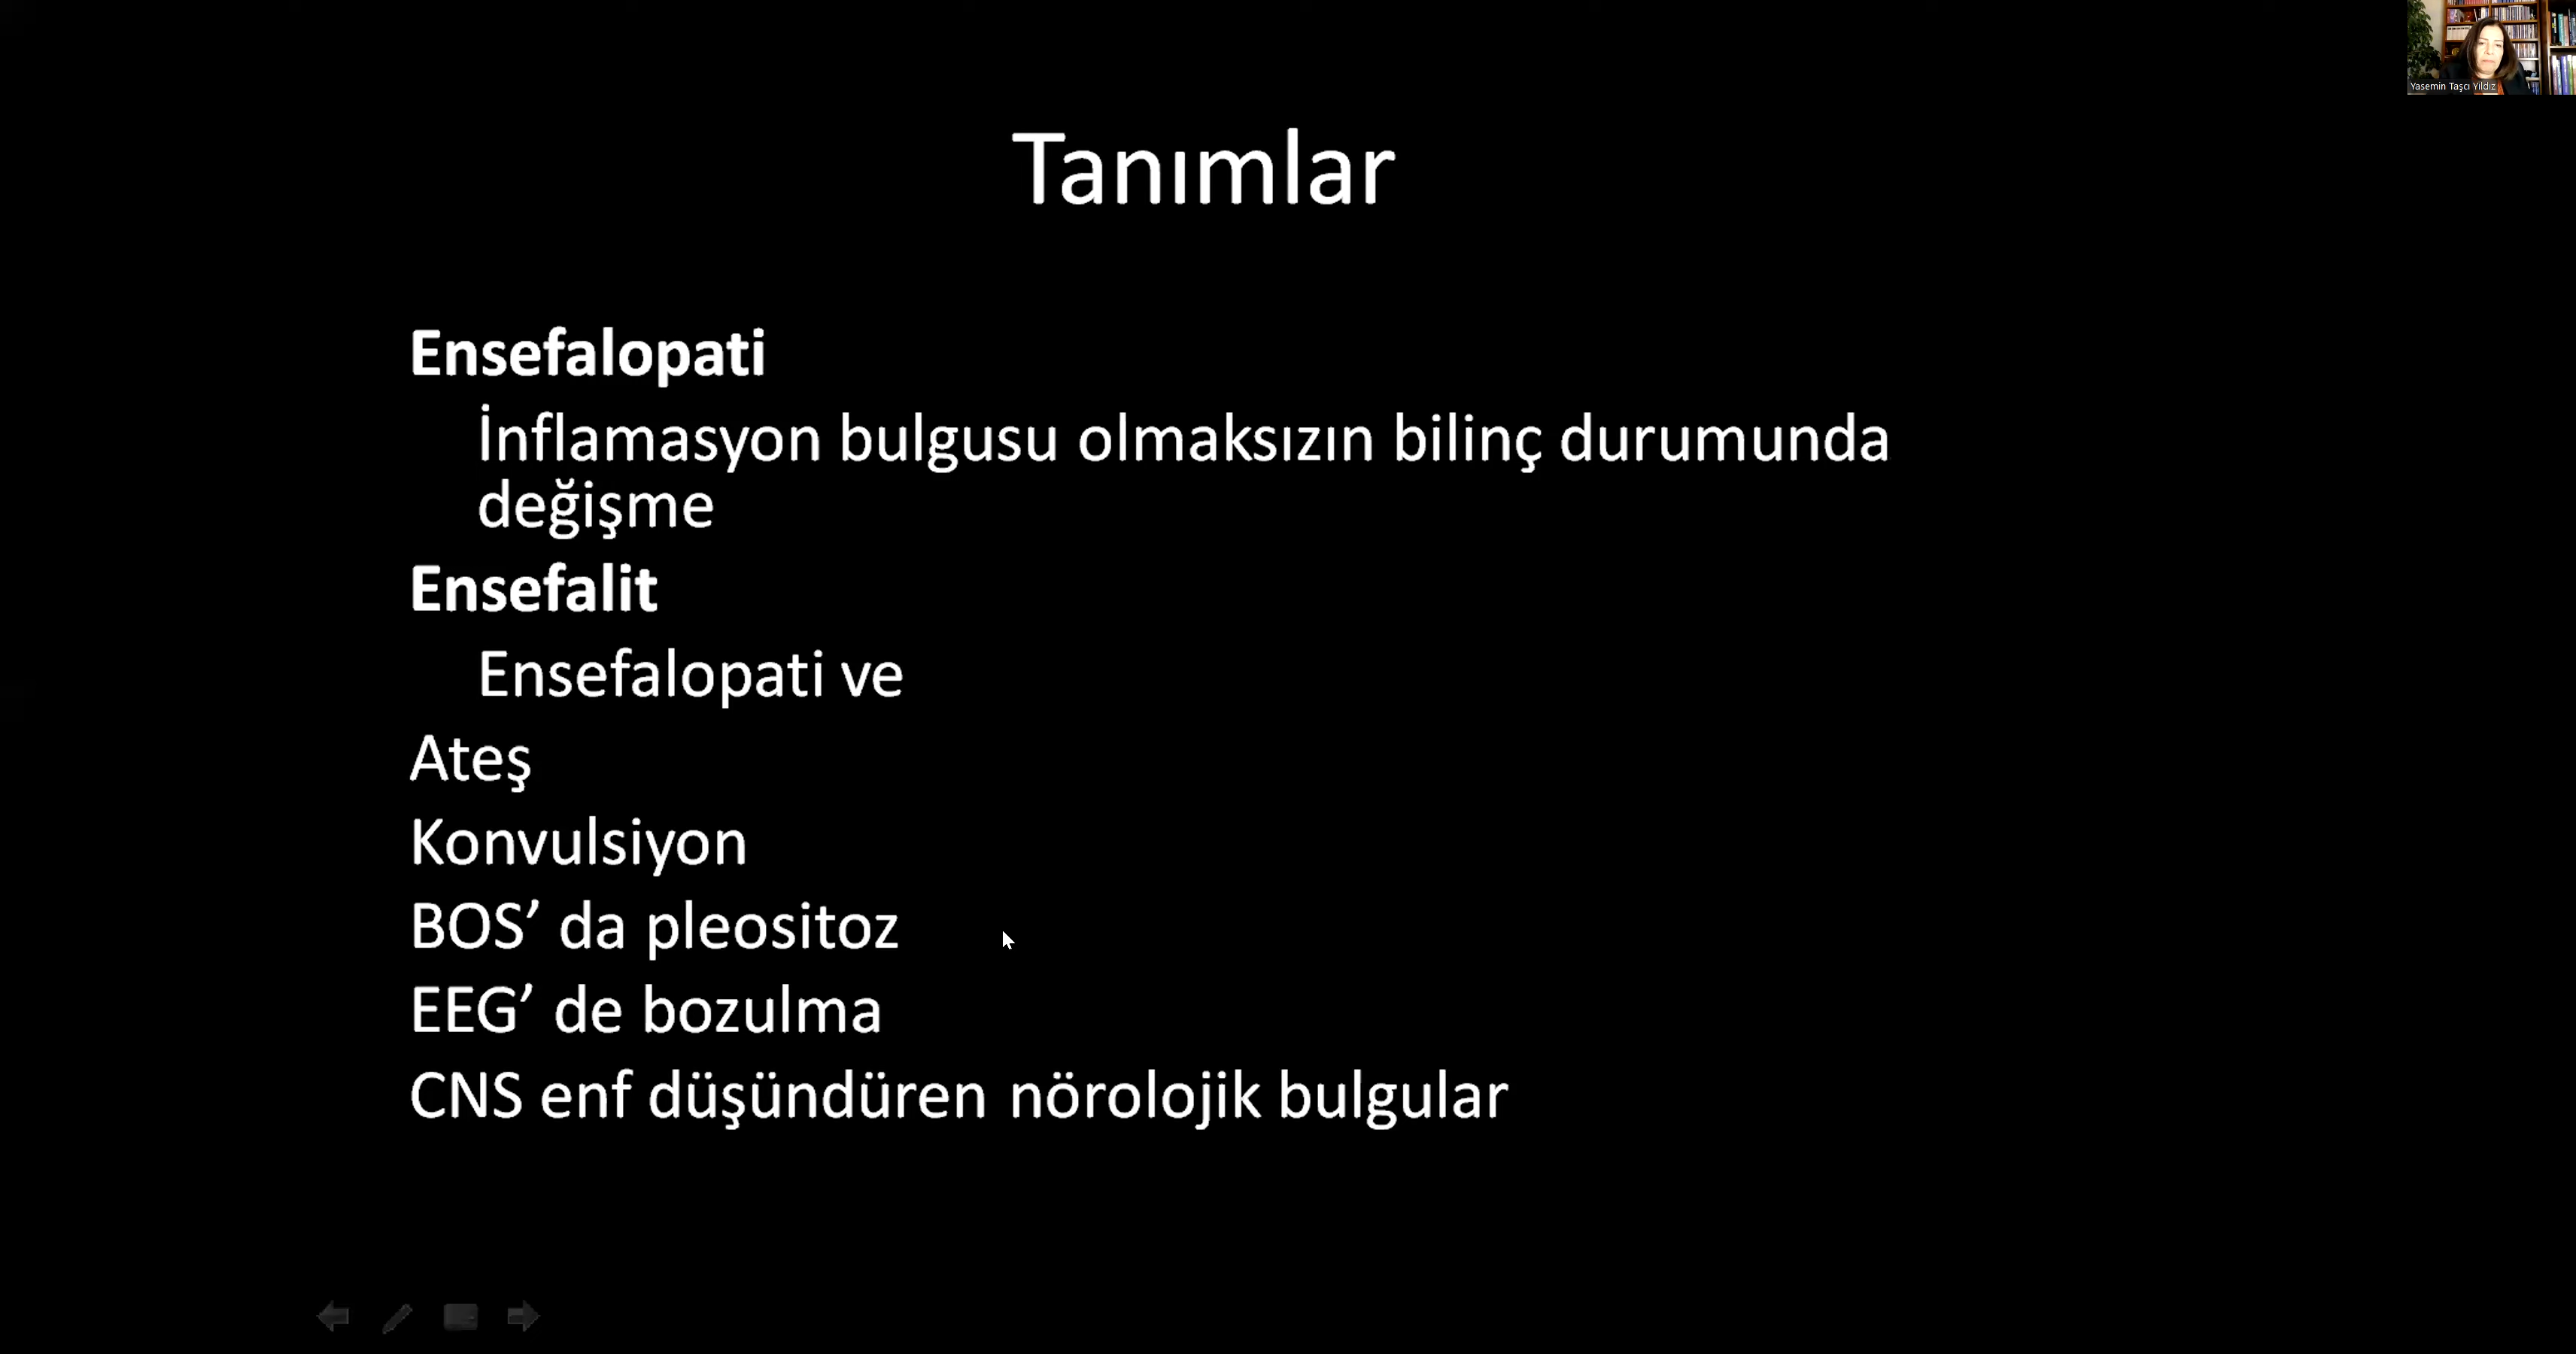 Yasemin Taşcı Yıldız
Tanımlar
Ensefalopati
İnflamasyon bulgusu olmaksızın bilinç durumunda
değişme
Ensefalit
Ensefalopati ve
Ateş
Konvulsiyon
BOS’ da pleositoz
EEG’ de bozulma
CNS enf düşündüren nörolojik bulgular